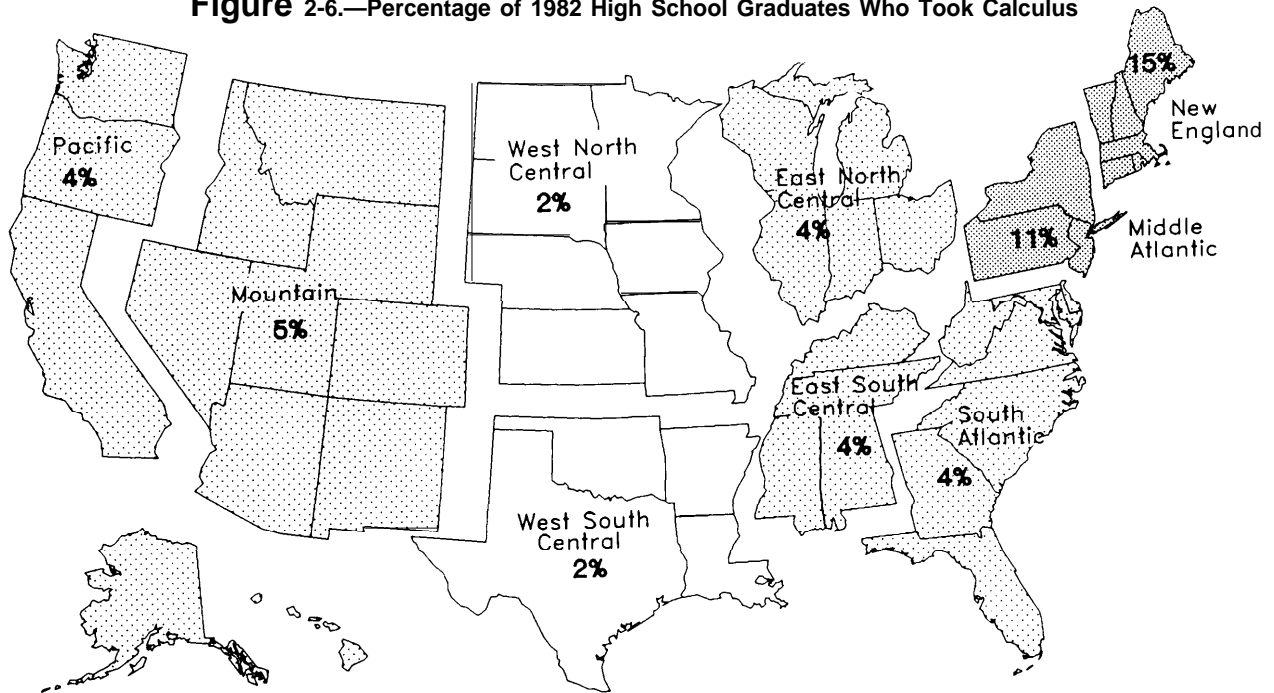 Figure 2-6.—Percentage of 1982 High School Graduates Who Took Calculus
15%
New
England
Pacific
4%
West North
Central
2%
East North
Central
4%
11%
Middle
Atlantic
Mountain
5%
East South
Central
4%
South
Atlantic
4%
West South
Central
2%